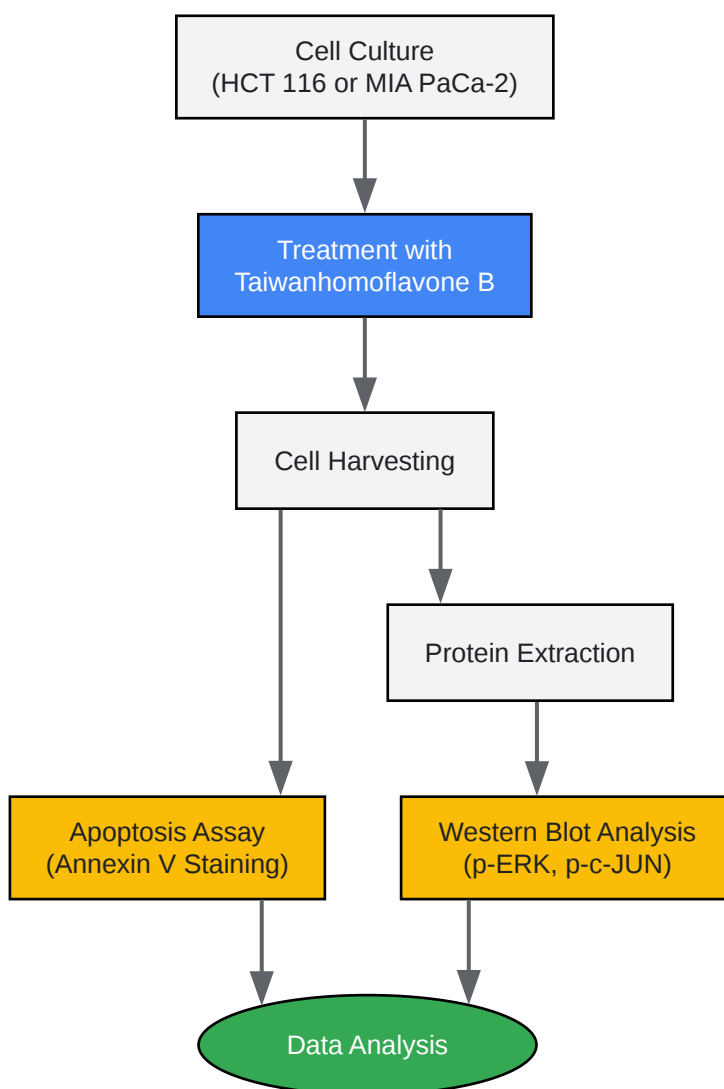 Cell Culture
(HCT 116 or MIA PaCa-2)
Treatment with
Taiwanhomoflavone B
Cell Harvesting
Protein Extraction
Apoptosis Assay
(Annexin V Staining)
Western Blot Analysis
(p-ERK, p-c-JUN)
Data Analysis